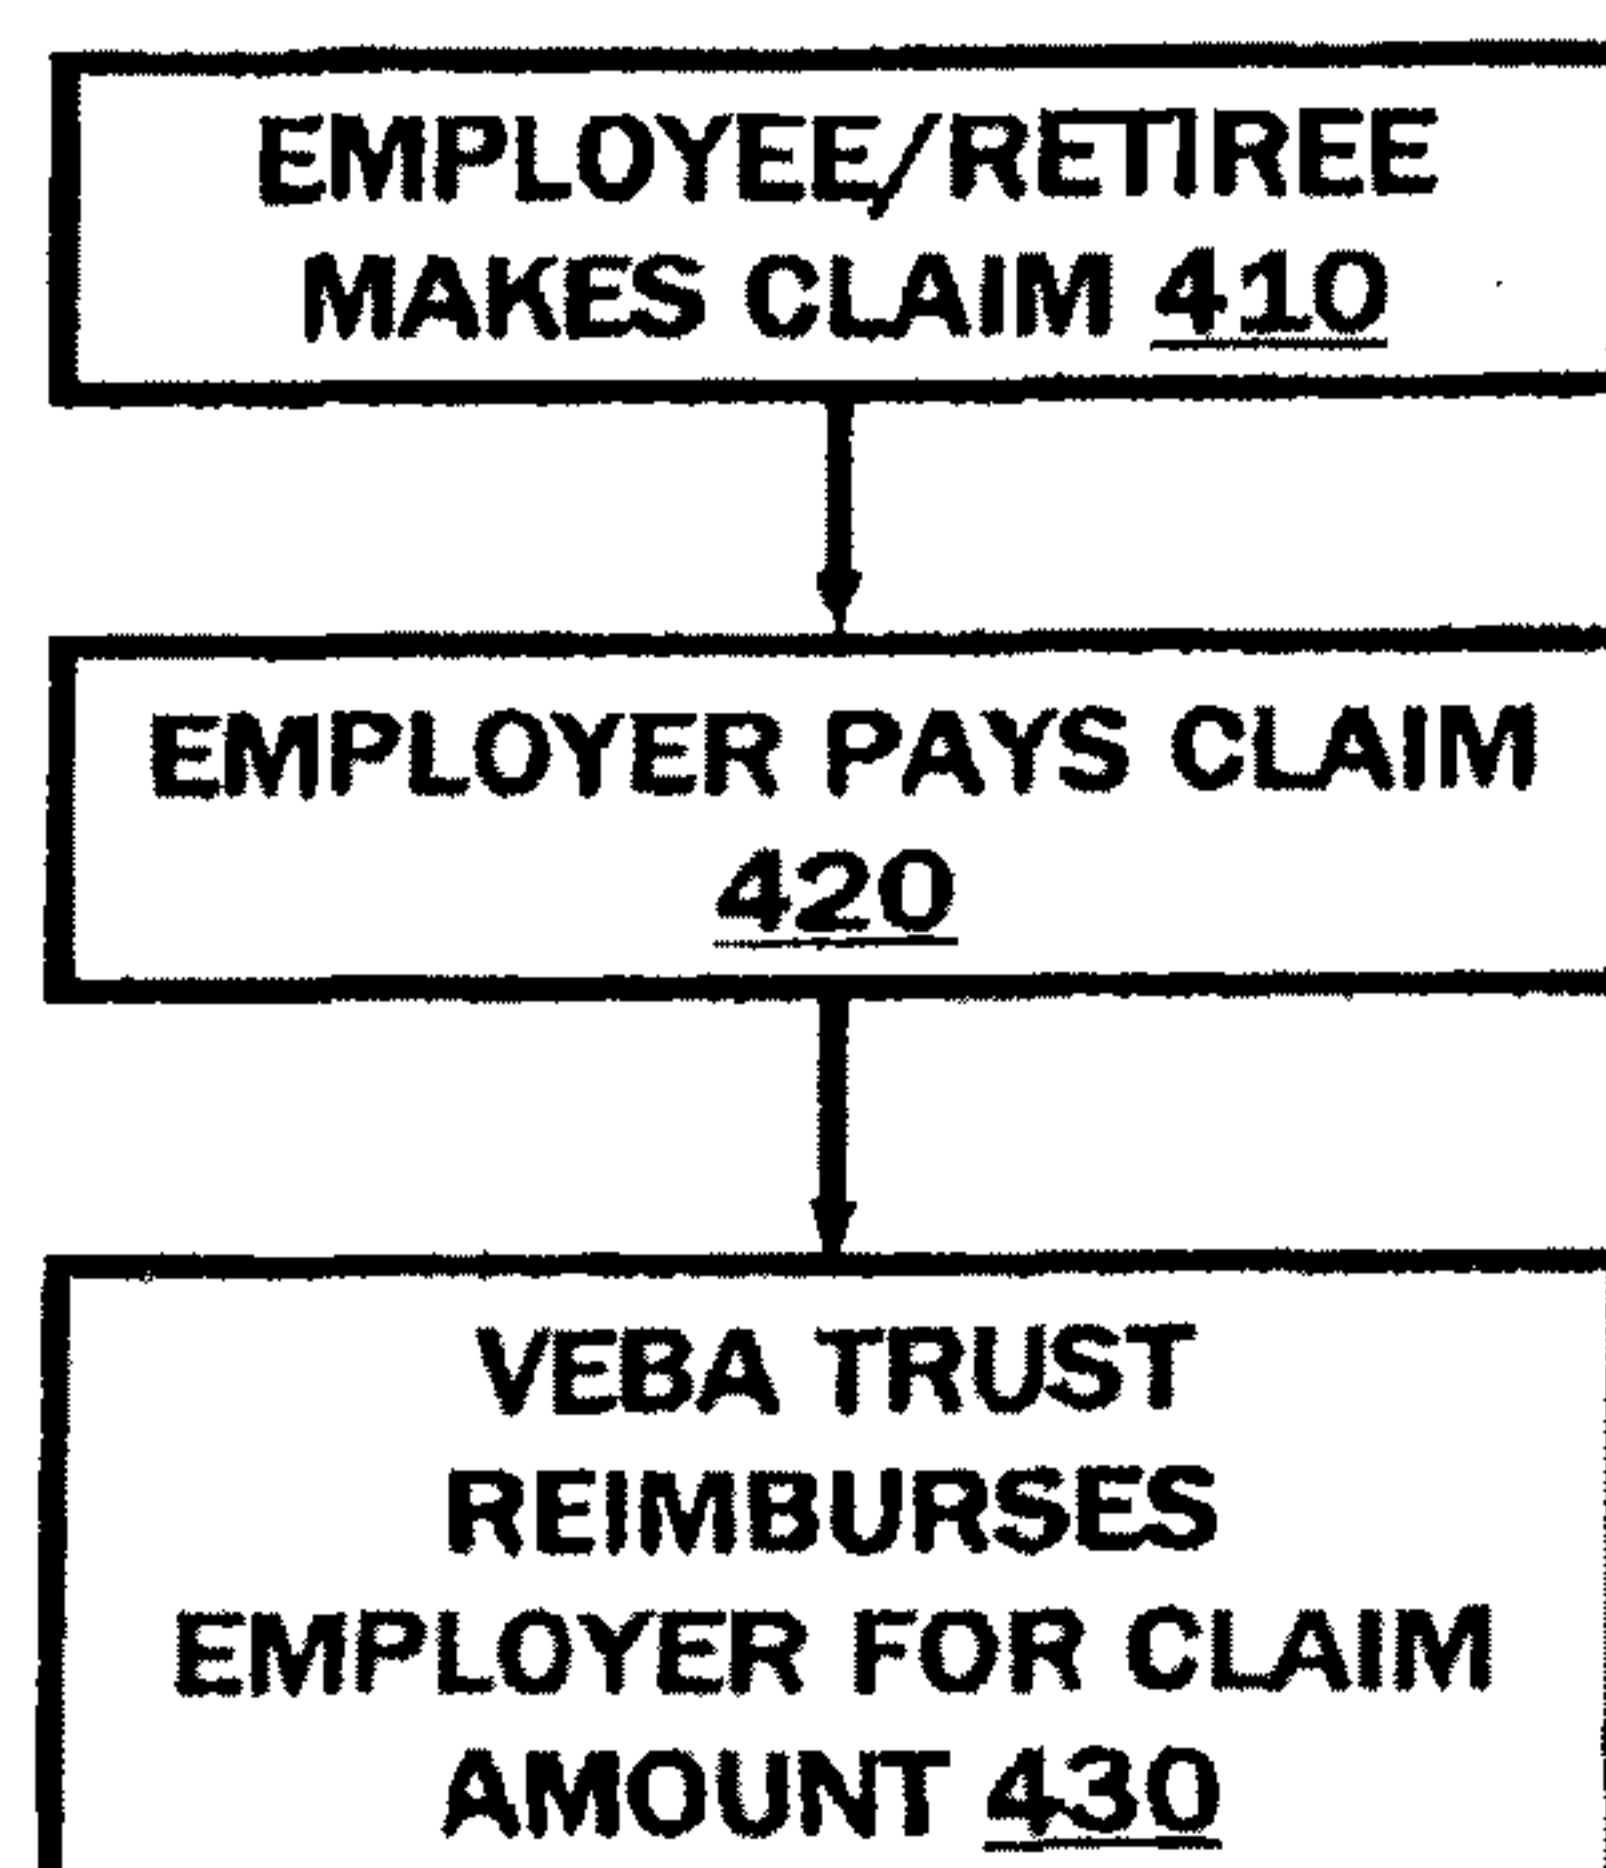 EMPLOYEE/RETIREE
MAKES CLAIM 410
EMPLOYER PAYS CLAIM
420
VEBA TRUST
REIMBURSES
EMPLOYER FOR CLAIM
AMOUNT 430